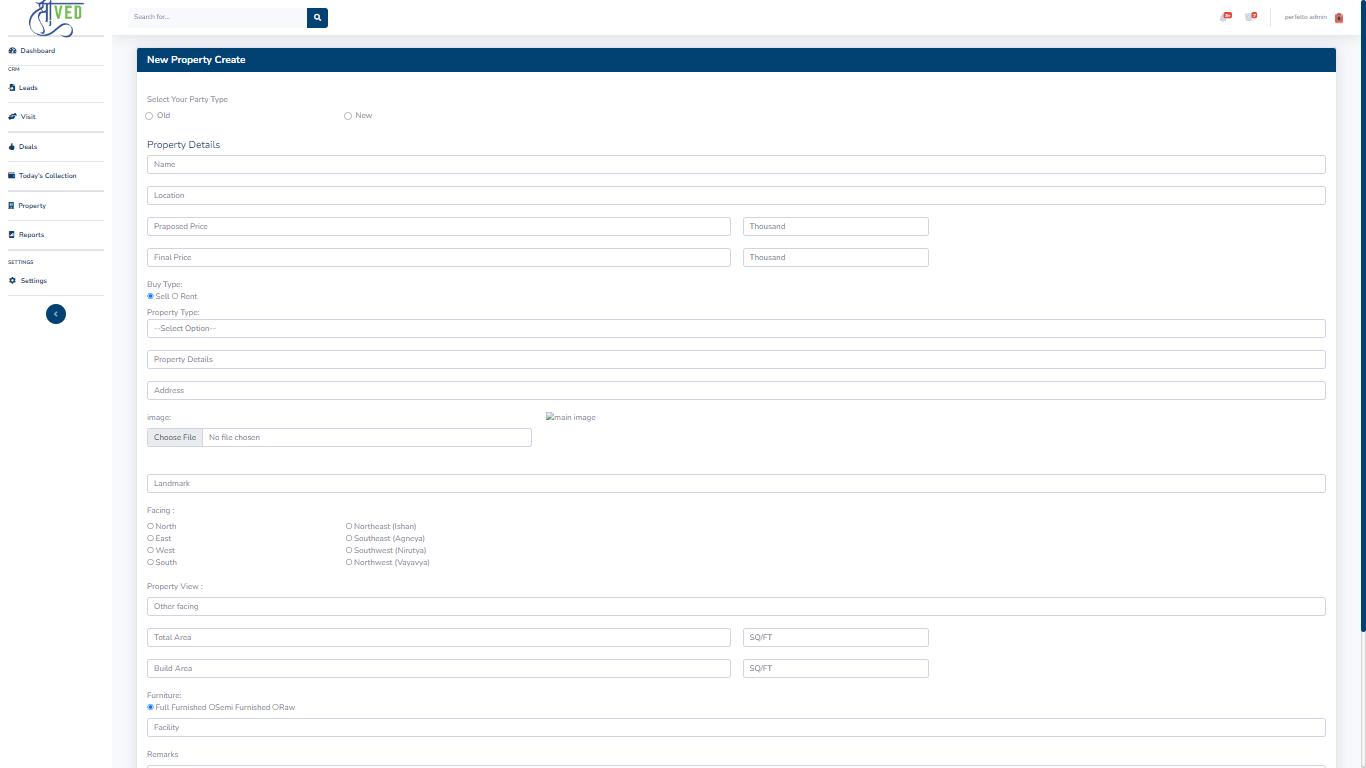 श्री VED
Search for...
3+
7
perfetto admin
Dashboard
CRM
Leads
Visit
Deals
Today's Collection
Property
Reports
SETTINGS
Settings
New Property Create
Select Your Party Type
Old New
Property Details
Name
Location
Praposed Price Thousand
Final Price Thousand
Buy Type:
Sell Rent
Property Type:
--Select Option--
Property Details
Address
image: main image
Choose File No file chosen
Landmark
Facing :
North Northeast (Ishan)
East Southeast (Agneya)
West Southwest (Nirutya)
South Northwest (Vayavya)
Property View :
Other facing
Total Area SQ/FT
Build Area SQ/FT
Furniture:
Full Furnished Semi Furnished Raw
Facility
Remarks